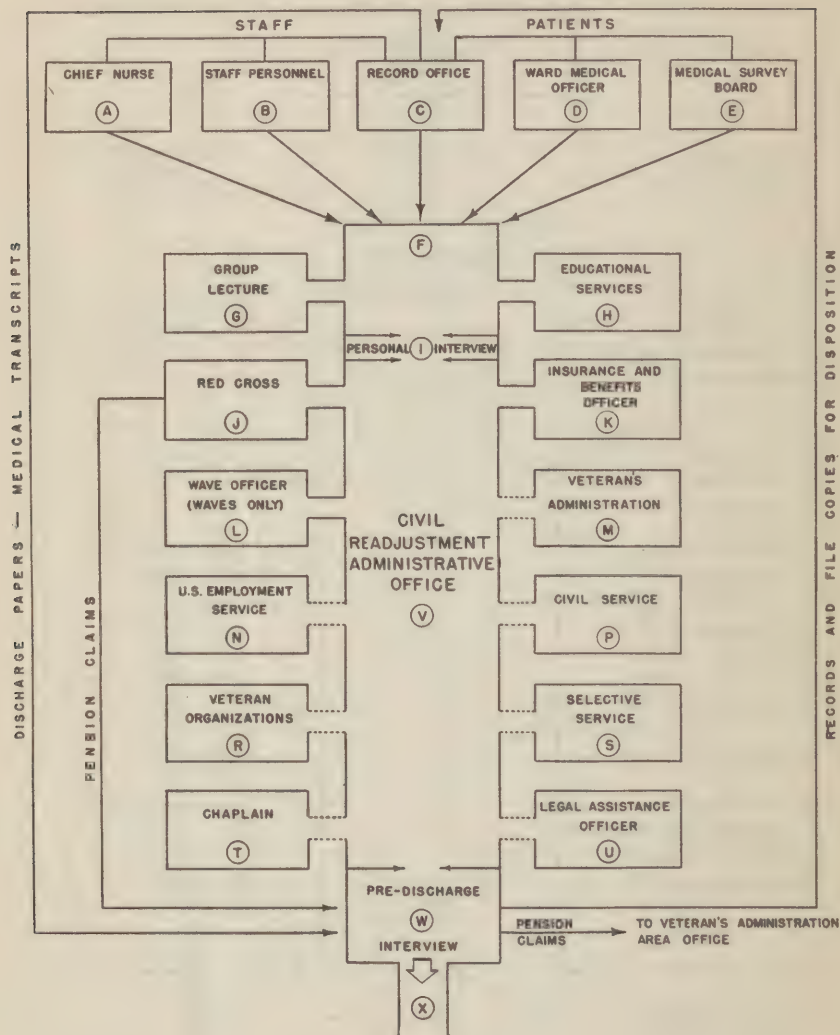 STAFF
PATIENTS
CHIEF NURSE
A
STAFF PERSONNEL
B
RECORD OFFICE
C
WARD MEDICAL
OFFICER
D
MEDICAL SURVEY
BOARD
E
F
GROUP
LECTURE
G
EDUCATIONAL
SERVICES
H
PERSONAL I INTERVIEW
RED CROSS
J
INSURANCE AND
BENEFITS
OFFICER
K
WAVE OFFICER
(WAVES ONLY)
L
VETERAN'S
ADMINISTRATION
M
CIVIL
READJUSTMENT
ADMINISTRATIVE
OFFICE
V
U.S. EMPLOYMENT
SERVICE
N
CIVIL SERVICE
P
VETERAN
ORGANIZATIONS
R
SELECTIVE
SERVICE
S
CHAPLAIN
T
LEGAL ASSISTANCE
OFFICER
U
PRE-DISCHARGE
W
INTERVIEW
X
PENSION
CLAIMS
TO VETERAN'S ADMINISTRATION
AREA OFFICE
DISCHARGE PAPERS — MEDICAL TRANSCRIPTS
PENSION CLAIMS
RECORDS AND FILE COPIES FOR DISPOSITION